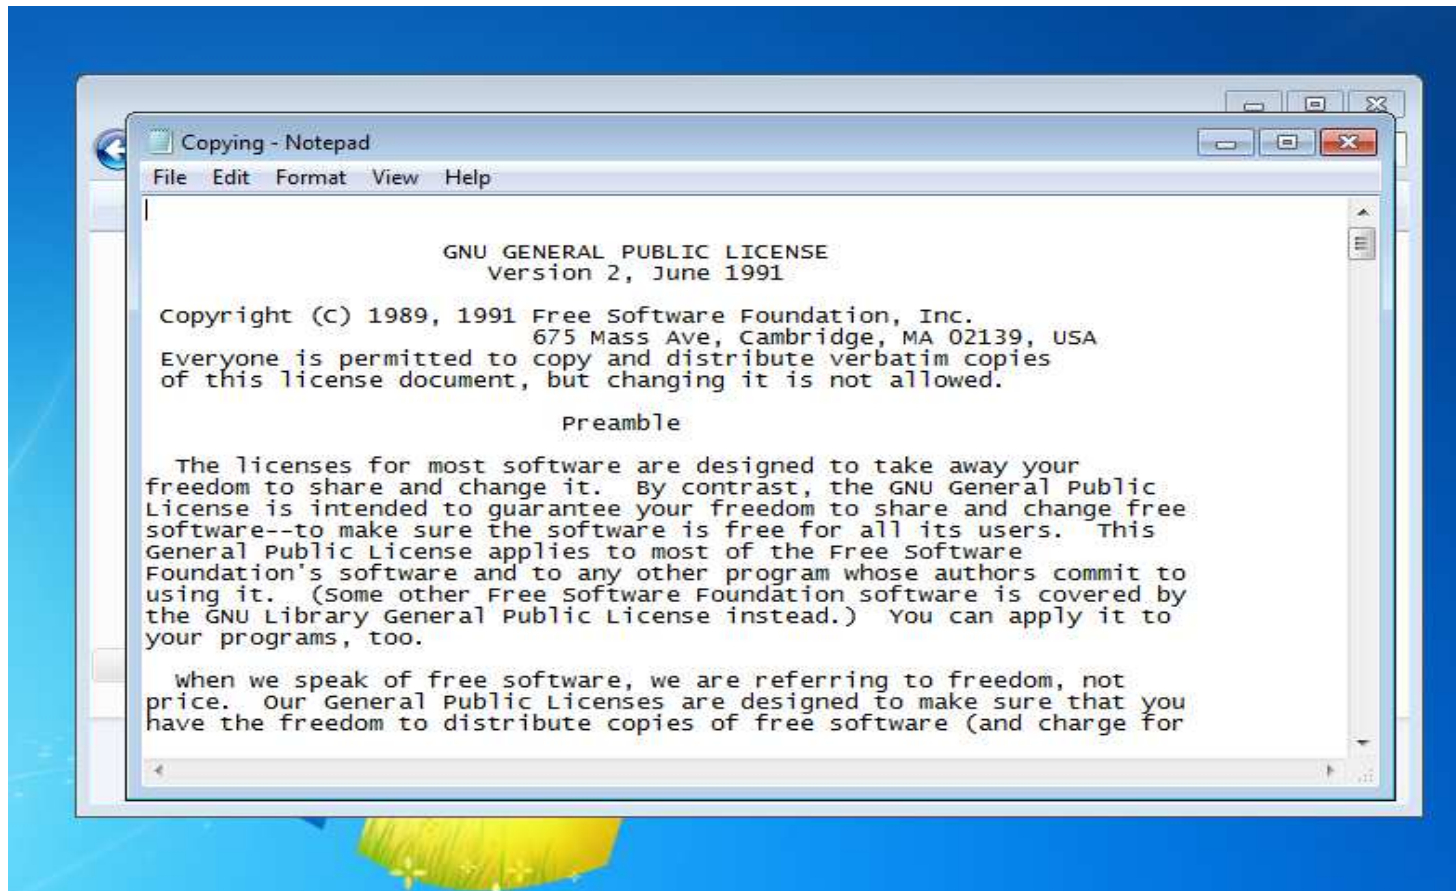 Copying - Notepad
File Edit Format View Help
GNU GENERAL PUBLIC LICENSE
Version 2, June 1991
Copyright (C) 1989, 1991 Free Software Foundation, Inc.
675 Mass Ave, Cambridge, MA 02139, USA
Everyone is permitted to copy and distribute verbatim copies
of this license document, but changing it is not allowed.
Preamble
The licenses for most software are designed to take away your
freedom to share and change it.  By contrast, the GNU General Public
License is intended to guarantee your freedom to share and change free
software--to make sure the software is free for all its users.  This
General Public License applies to most of the Free Software
Foundation's software and to any other program whose authors commit to
using it.  (Some other Free Software Foundation software is covered by
the GNU Library General Public License instead.)  You can apply it to
your programs, too.
When we speak of free software, we are referring to freedom, not
price.  Our General Public Licenses are designed to make sure that you
have the freedom to distribute copies of free software (and charge for